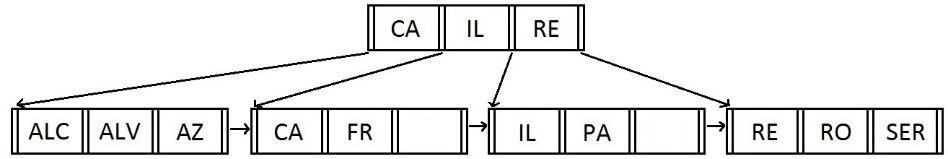 CA IL RE
ALC ALV AZ CA FR IL PA RE RO SER